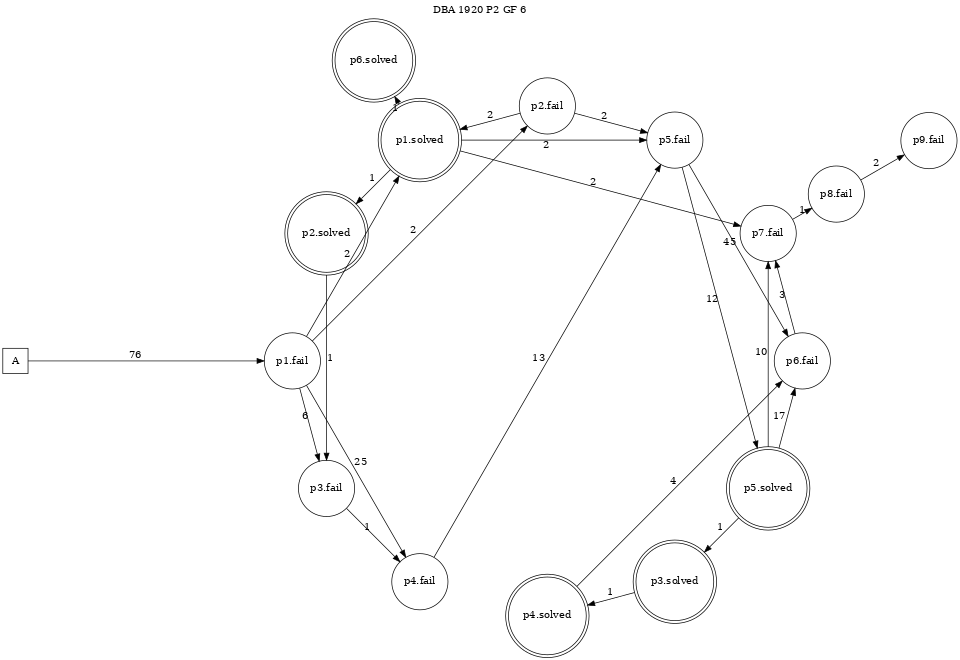 DBA 1920 P2 GF 6
p6.solved
1
p1.solved
2
p2.fail
2
p5.fail
p9.fail
2
p8.fail
1
2
2
1
p2.solved
2
2
45
p7.fail
12
3
10
76
A
p1.fail
1
13
p6.fail
6
25
17
4
p3.fail
p5.solved
1
1
p4.fail
p3.solved
1
p4.solved